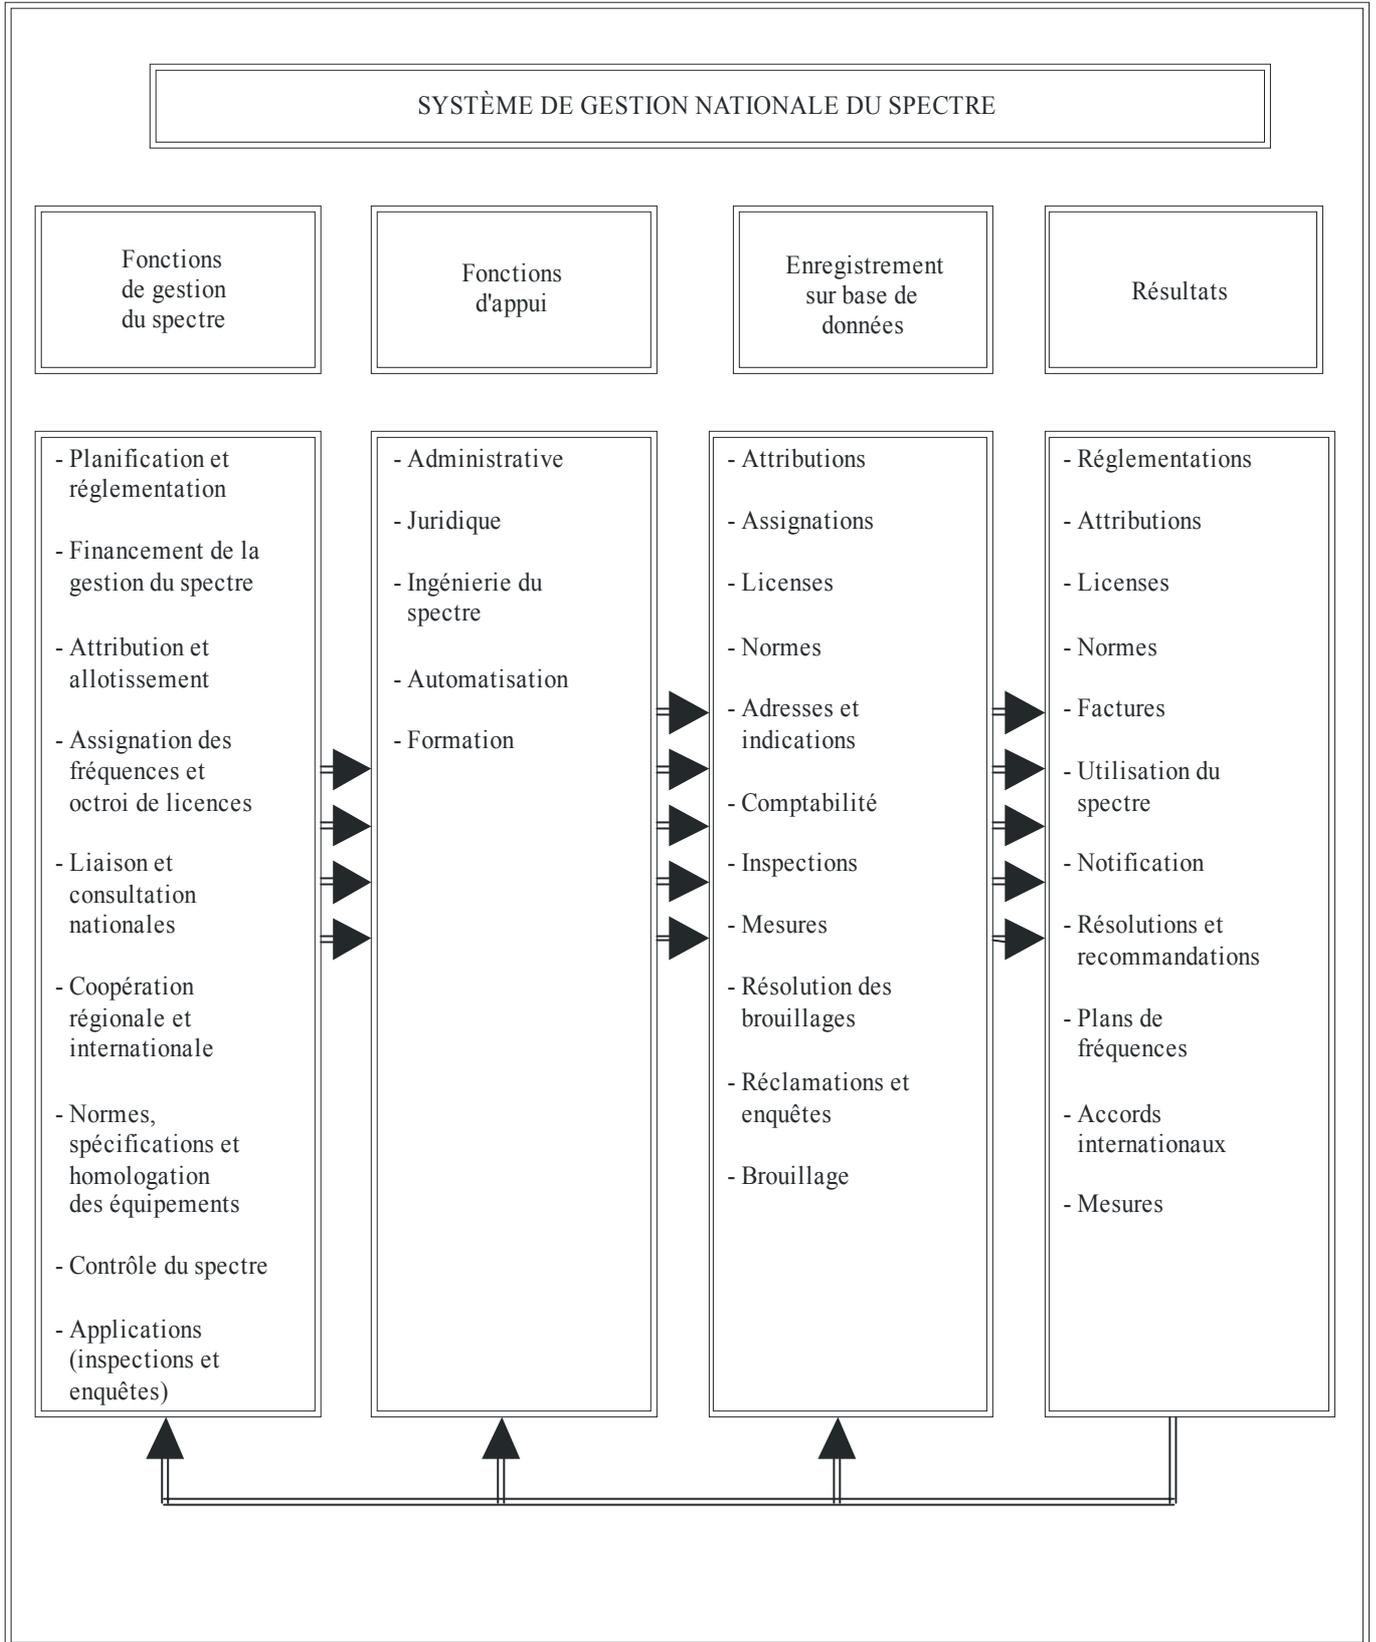 SYSTÈME DE GESTION NATIONALE DU SPECTRE
Fonctions
de gestion
du spectre
Fonctions
d'appui
Enregistrement
sur base de
données
Résultats
- Planification et
réglementation
- Financement de la
gestion du spectre
- Attribution et
allotissement
- Assignation des
fréquences et
octroi de licences
- Liaison et
consultation
nationales
- Coopération
régionale et
internationale
- Normes,
spécifications et
homologation
des équipements
- Contrôle du spectre
- Applications
(inspections et
enquêtes)
- Administrative
- Juridique
- Ingénierie du
spectre
- Automatisation
- Formation
- Attributions
- Assignations
- Licenses
- Normes
- Adresses et
indications
- Comptabilité
- Inspections
- Mesures
- Résolution des
brouillages
- Réclamations et
enquêtes
- Brouillage
- Réglementations
- Attributions
- Licenses
- Normes
- Factures
- Utilisation du
spectre
- Notification
- Résolutions et
recommandations
- Plans de
fréquences
- Accords
internationaux
- Mesures